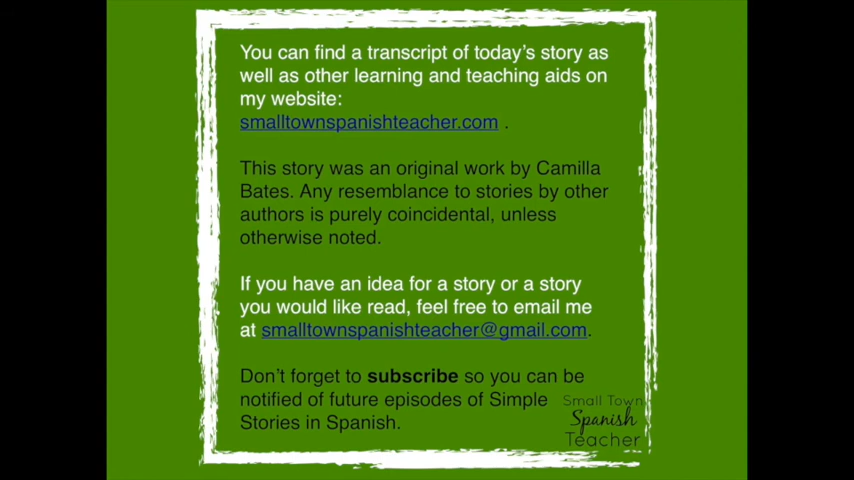 You can find a transcript of today's story as
well as other learning and teaching aids on
my website:
smalltownspanishteacher.com .
This story was an original work by Camilla
Bates. Any resemblance to stories by other
authors is purely coincidental, unless
otherwise noted.
If you have an idea for a story or a story
you would like read, feel free to email me
at smalltownspanishteacher@gmail.com.
Don't forget to subscribe so you can be
notified of future episodes of Simple
Stories in Spanish.
Small Town
Spanish
Teacher